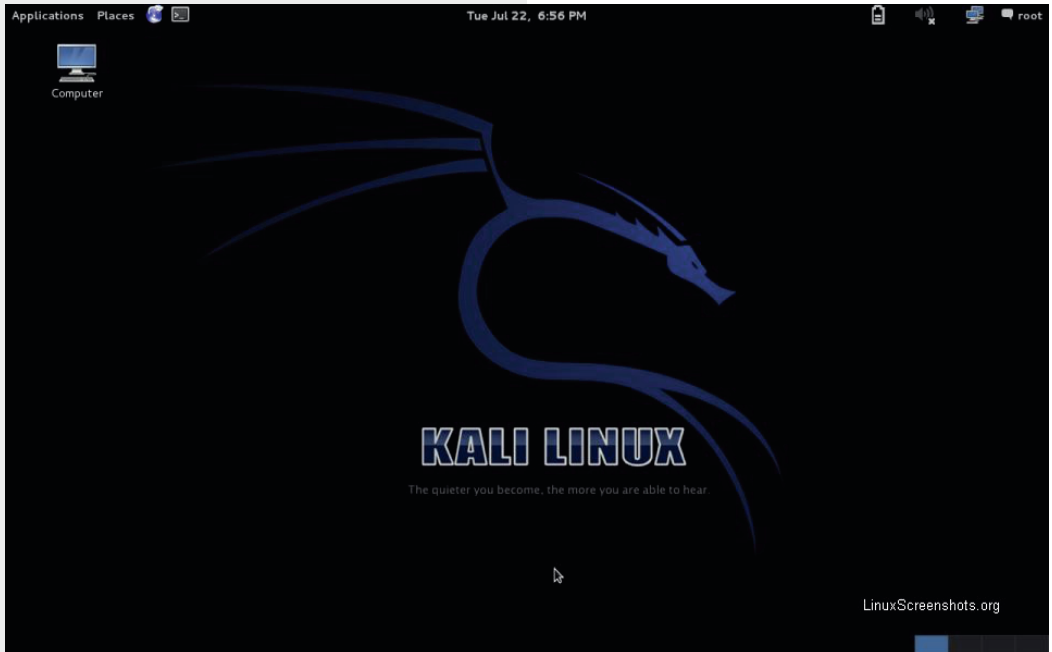 Applications Places Tue Jul 22, 6:56 PM root
Computer
KALI LINUX
The quieter you become, the more you are able to hear.
LinuxScreenshots.org